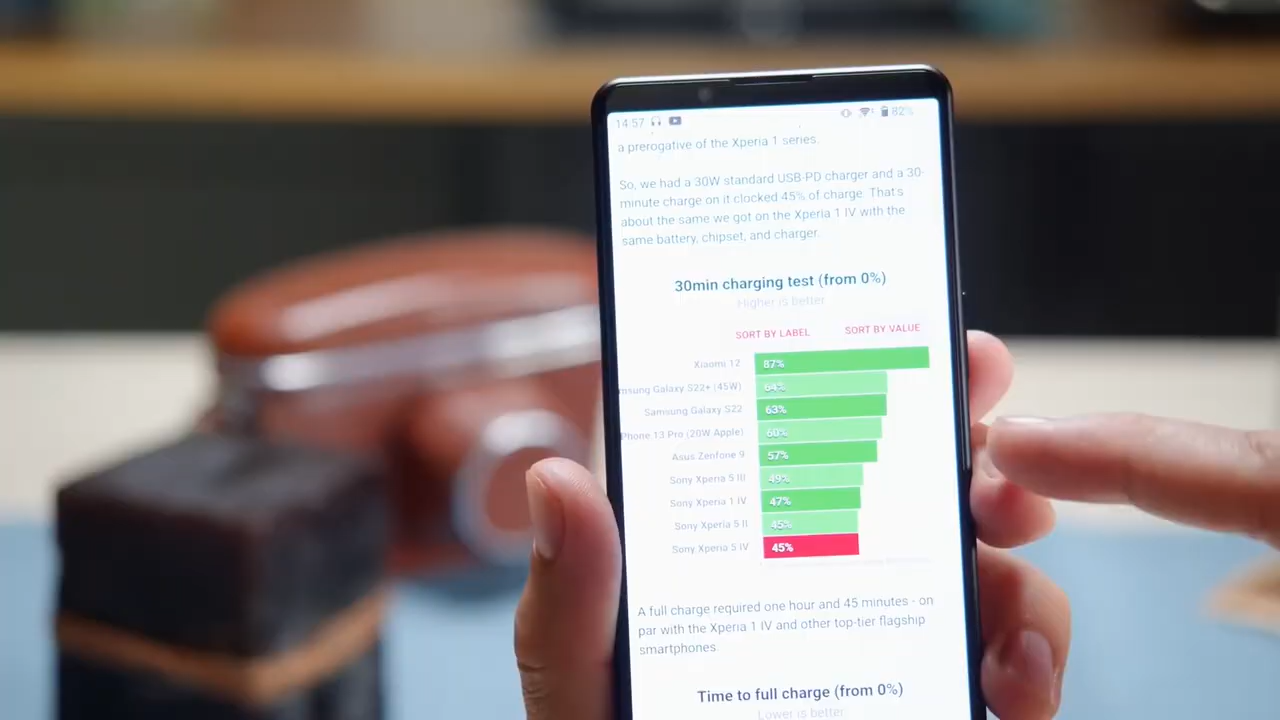 14:57
82%
a prerogative of the Xperia 1 series.
So, we had a 30W standard USB-PD charger and a 30-
minute charge on it clocked 45% of charge. That's
about the same we got on the Xperia 1 IV with the
same battery, chipset, and charger.
30min charging test (from 0%)
Higher is better
SORT BY LABEL SORT BY VALUE
Xiaomi 12 87%
msung Galaxy S22+ (45W) 64%
Samsung Galaxy S22 63%
Phone 13 Pro (20W Apple) 60%
Asus Zenfone 9 57%
Sony Xperia 5 III 49%
Sony Xperia 1 IV 47%
Sony Xperia 5 II 45%
Sony Xperia 5 IV 45%
A full charge required one hour and 45 minutes - on
par with the Xperia 1 IV and other top-tier flagship
smartphones.
Time to full charge (from 0%)
Lower is better